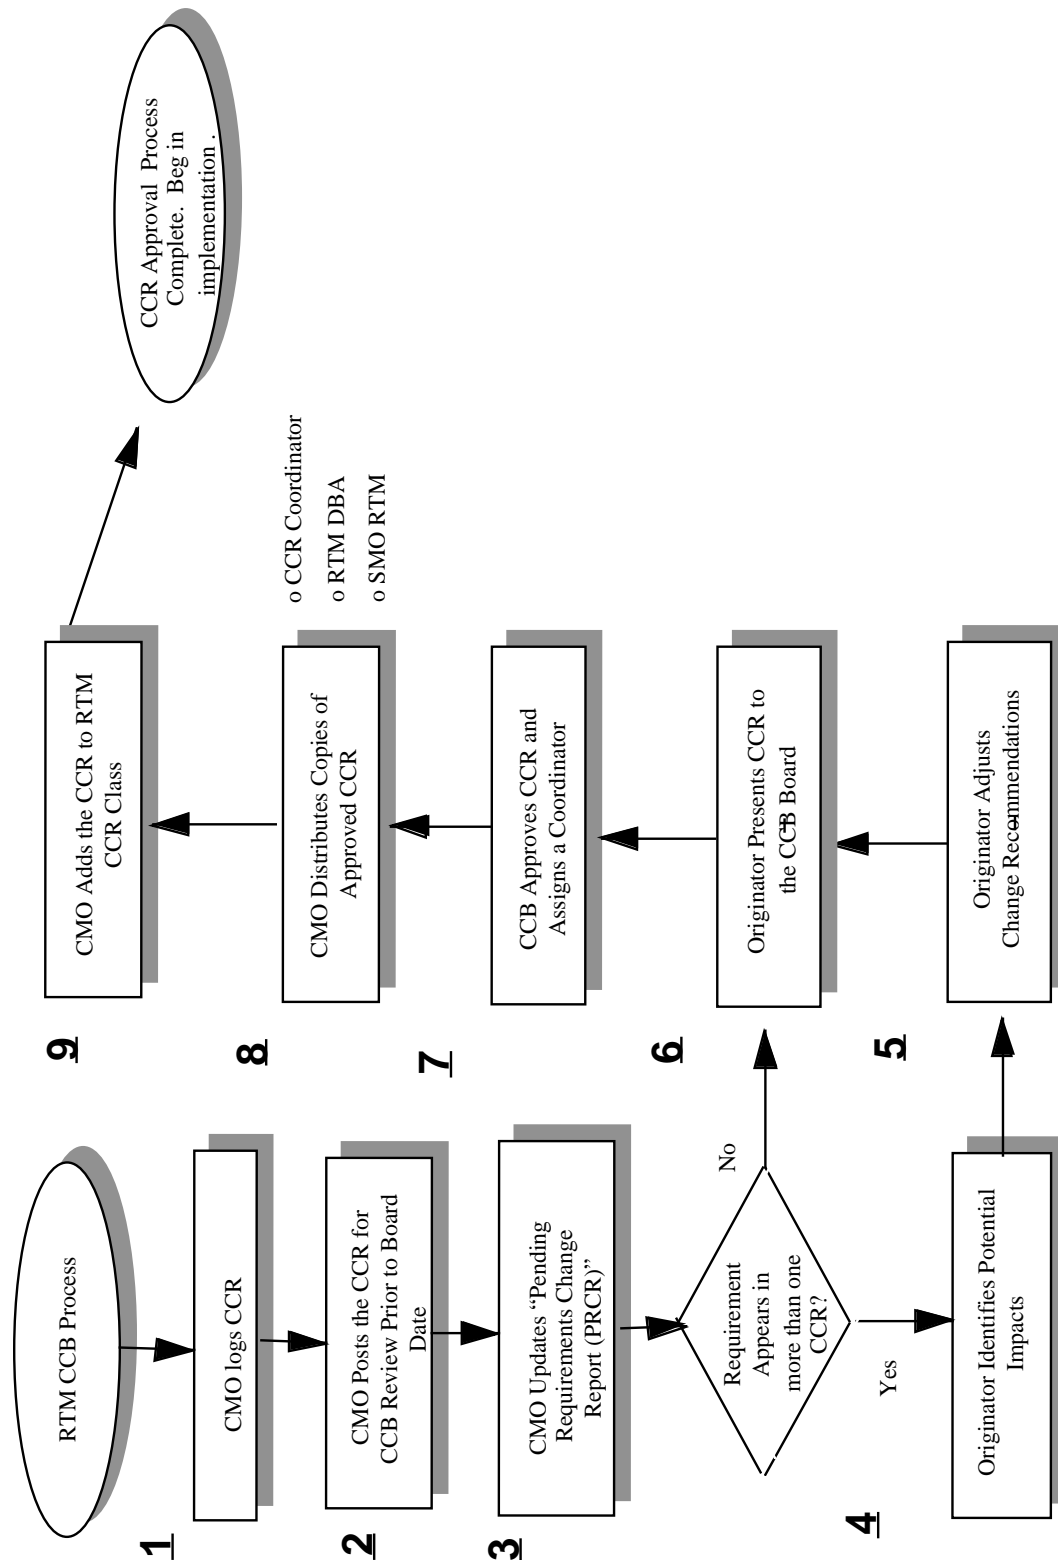 RTM CCB Process
1
CMO logs CCR
2
CMO Posts the CCR for
CCB Review Prior to Board
Date
3
CMO Updates “Pending
Requirements Change
Report (PRCR)”
Requirement
Appears in
more than one
CCR?
No
Yes
4
Originator Identifies Potential
Impacts
5
Originator Adjusts
Change Recommendations
6
Originator Presents CCR to
the CCB Board
7
CCB Approves CCR and
Assigns a Coordinator
8
CMO Distributes Copies of
Approved CCR
o CCR Coordinator
o RTM DBA
o SMO RTM
9
CMO Adds the CCR to RTM
CCR Class
CCR Approval Process
Complete. Beg in
implementation .